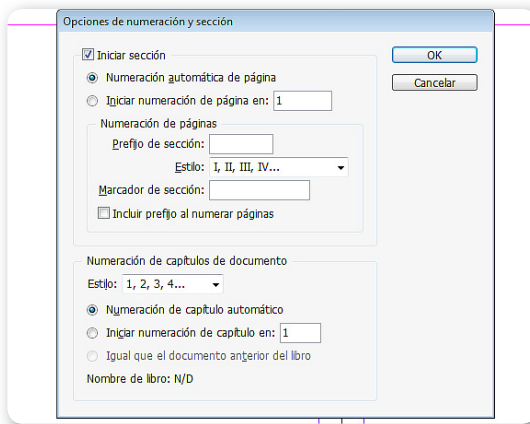 Opciones de numeración y sección
Iniciar sección
OK
Numeración automática de página
Cancelar
Iniciar numeración de página en: 1
Numeración de páginas
Prefijo de sección:
Estilo: I, II, III, IV...
Marcador de sección:
Incluir prefijo al numerar páginas
Numeración de capítulos de documento
Estilo: 1, 2, 3, 4...
Numeración de capítulo automático
Iniciar numeración de capítulo en: 1
Igual que el documento anterior del libro
Nombre de libro: N/D